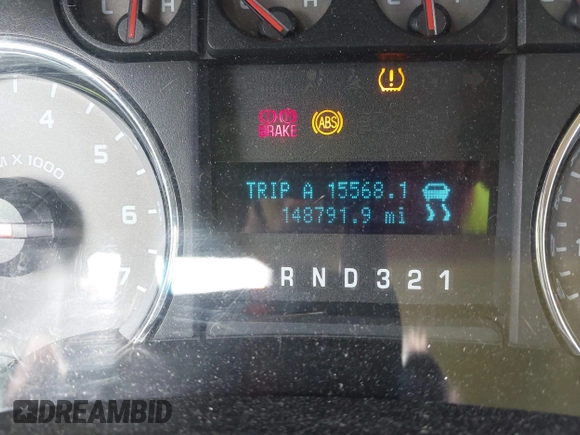 L H
H
E
4
5
M X 1000
6
7
BRAKE
ABS
TRIP A 15568.1
148791.9 mi
R N D 3 2 1
DREAMBID